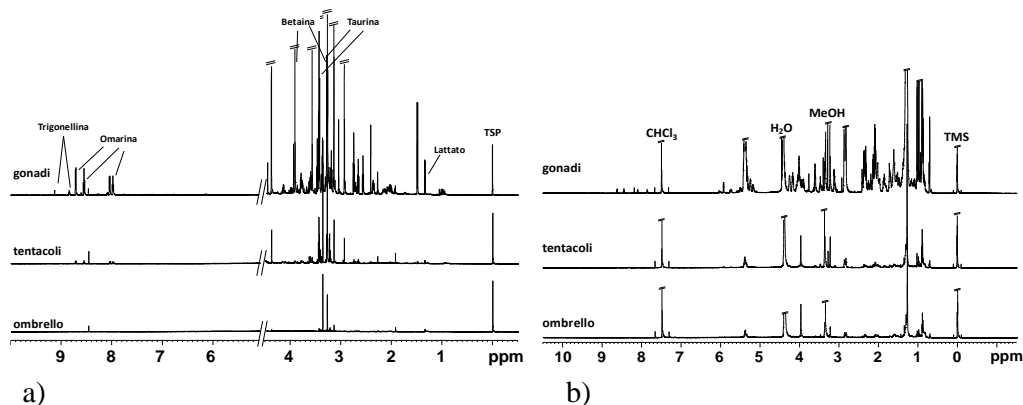 Betaina
Taurina
Trigonellina
Omarina
Lattato
TSP
gonadi
tentacoli
ombrello
9 8 7 6 4 3 2 1 0 ppm
a)
CHCl3
H2O
MeOH
TMS
gonadi
tentacoli
ombrello
10 9 8 7 6 5 4 3 2 1 0 ppm
b)